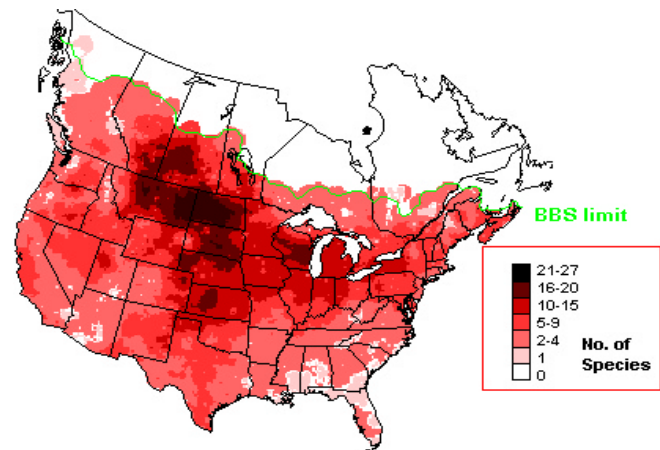 BBS limit
21-27
16-20
10-15
5-9
2-4
1
0
No. of
Species